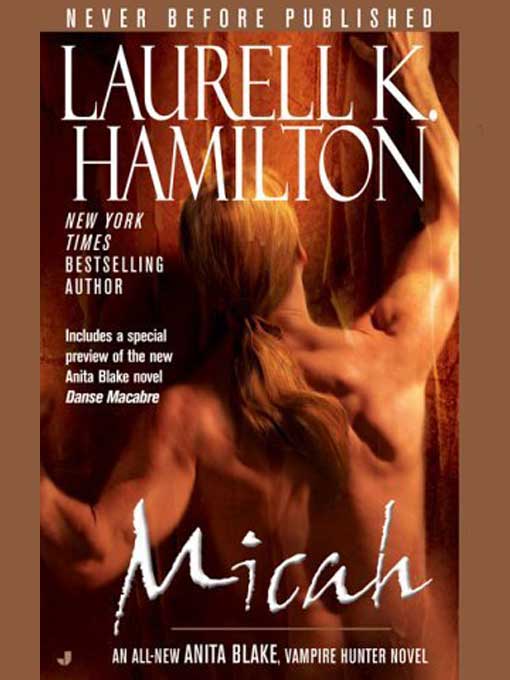 NEVER BEFORE PUBLISHED
LAURELL K.
HAMILTON
NEW YORK
TIMES
BESTSELLING
AUTHOR
Includes a special
preview of the new
Anita Blake novel
Danse Macabre
Micah
J
AN ALL-NEW ANITA BLAKE, VAMPIRE HUNTER NOVEL